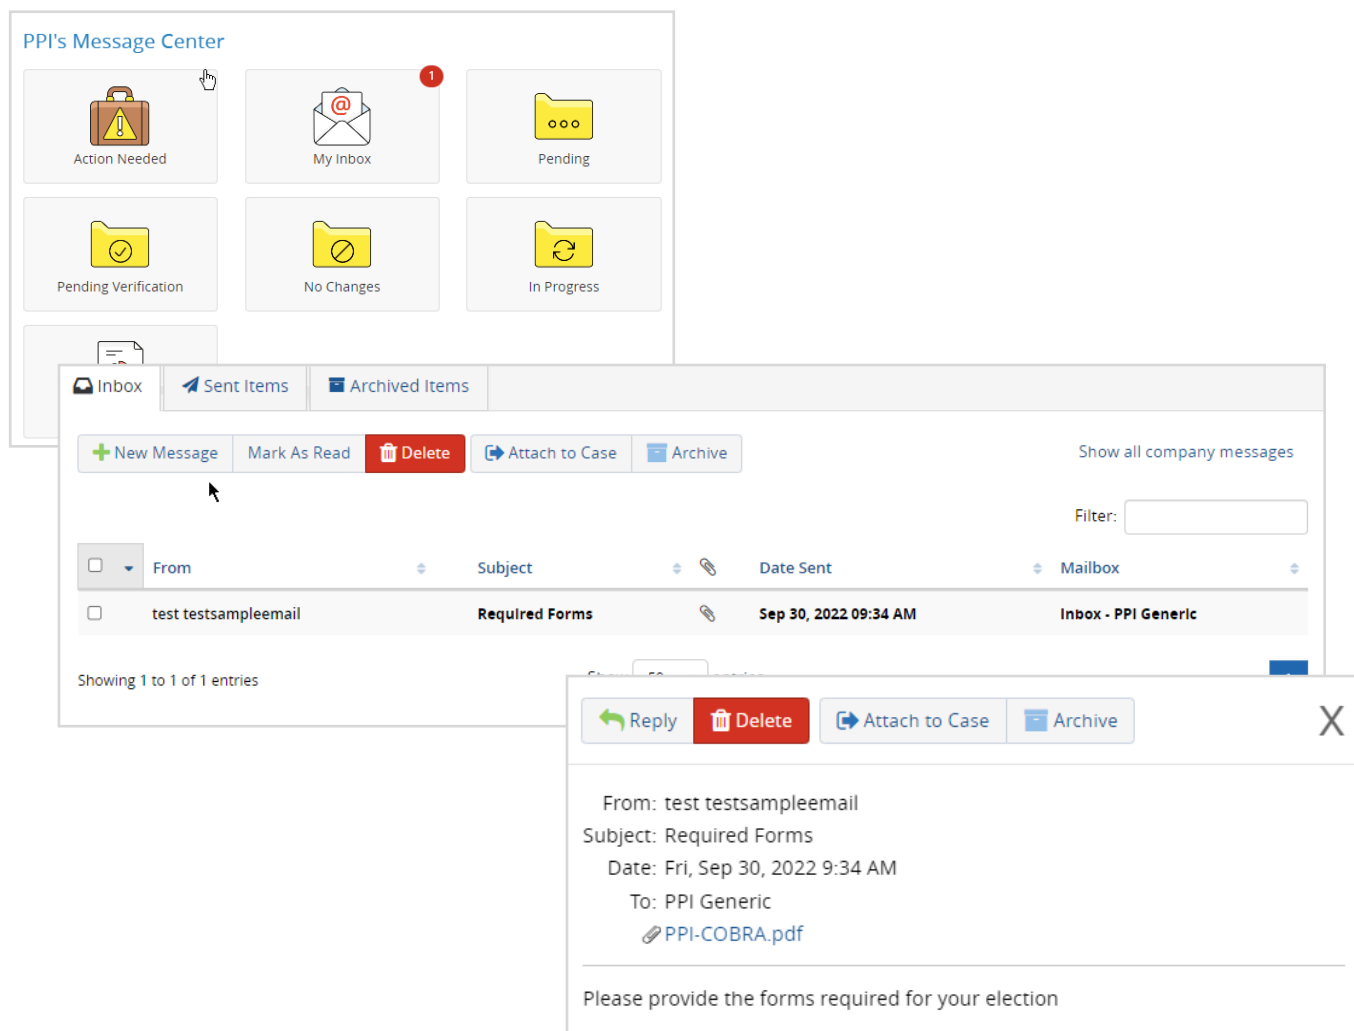 PPI's Message Center
1
@
Action Needed
My Inbox
Pending
Pending Verification
No Changes
In Progress
Inbox
Sent Items
Archived Items
New Message
Mark As Read
Delete
Attach to Case
Archive
Show all company messages
Filter:
From
Subject
Date Sent
Mailbox
test testsampleemail
Required Forms
Sep 30, 2022 09:34 AM
Inbox - PPI Generic
Showing 1 to 1 of 1 entries
Reply
Delete
Attach to Case
Archive
X
From: test testsampleemail
Subject: Required Forms
Date: Fri, Sep 30, 2022 9:34 AM
To: PPI Generic
PPI-COBRA.pdf
Please provide the forms required for your election